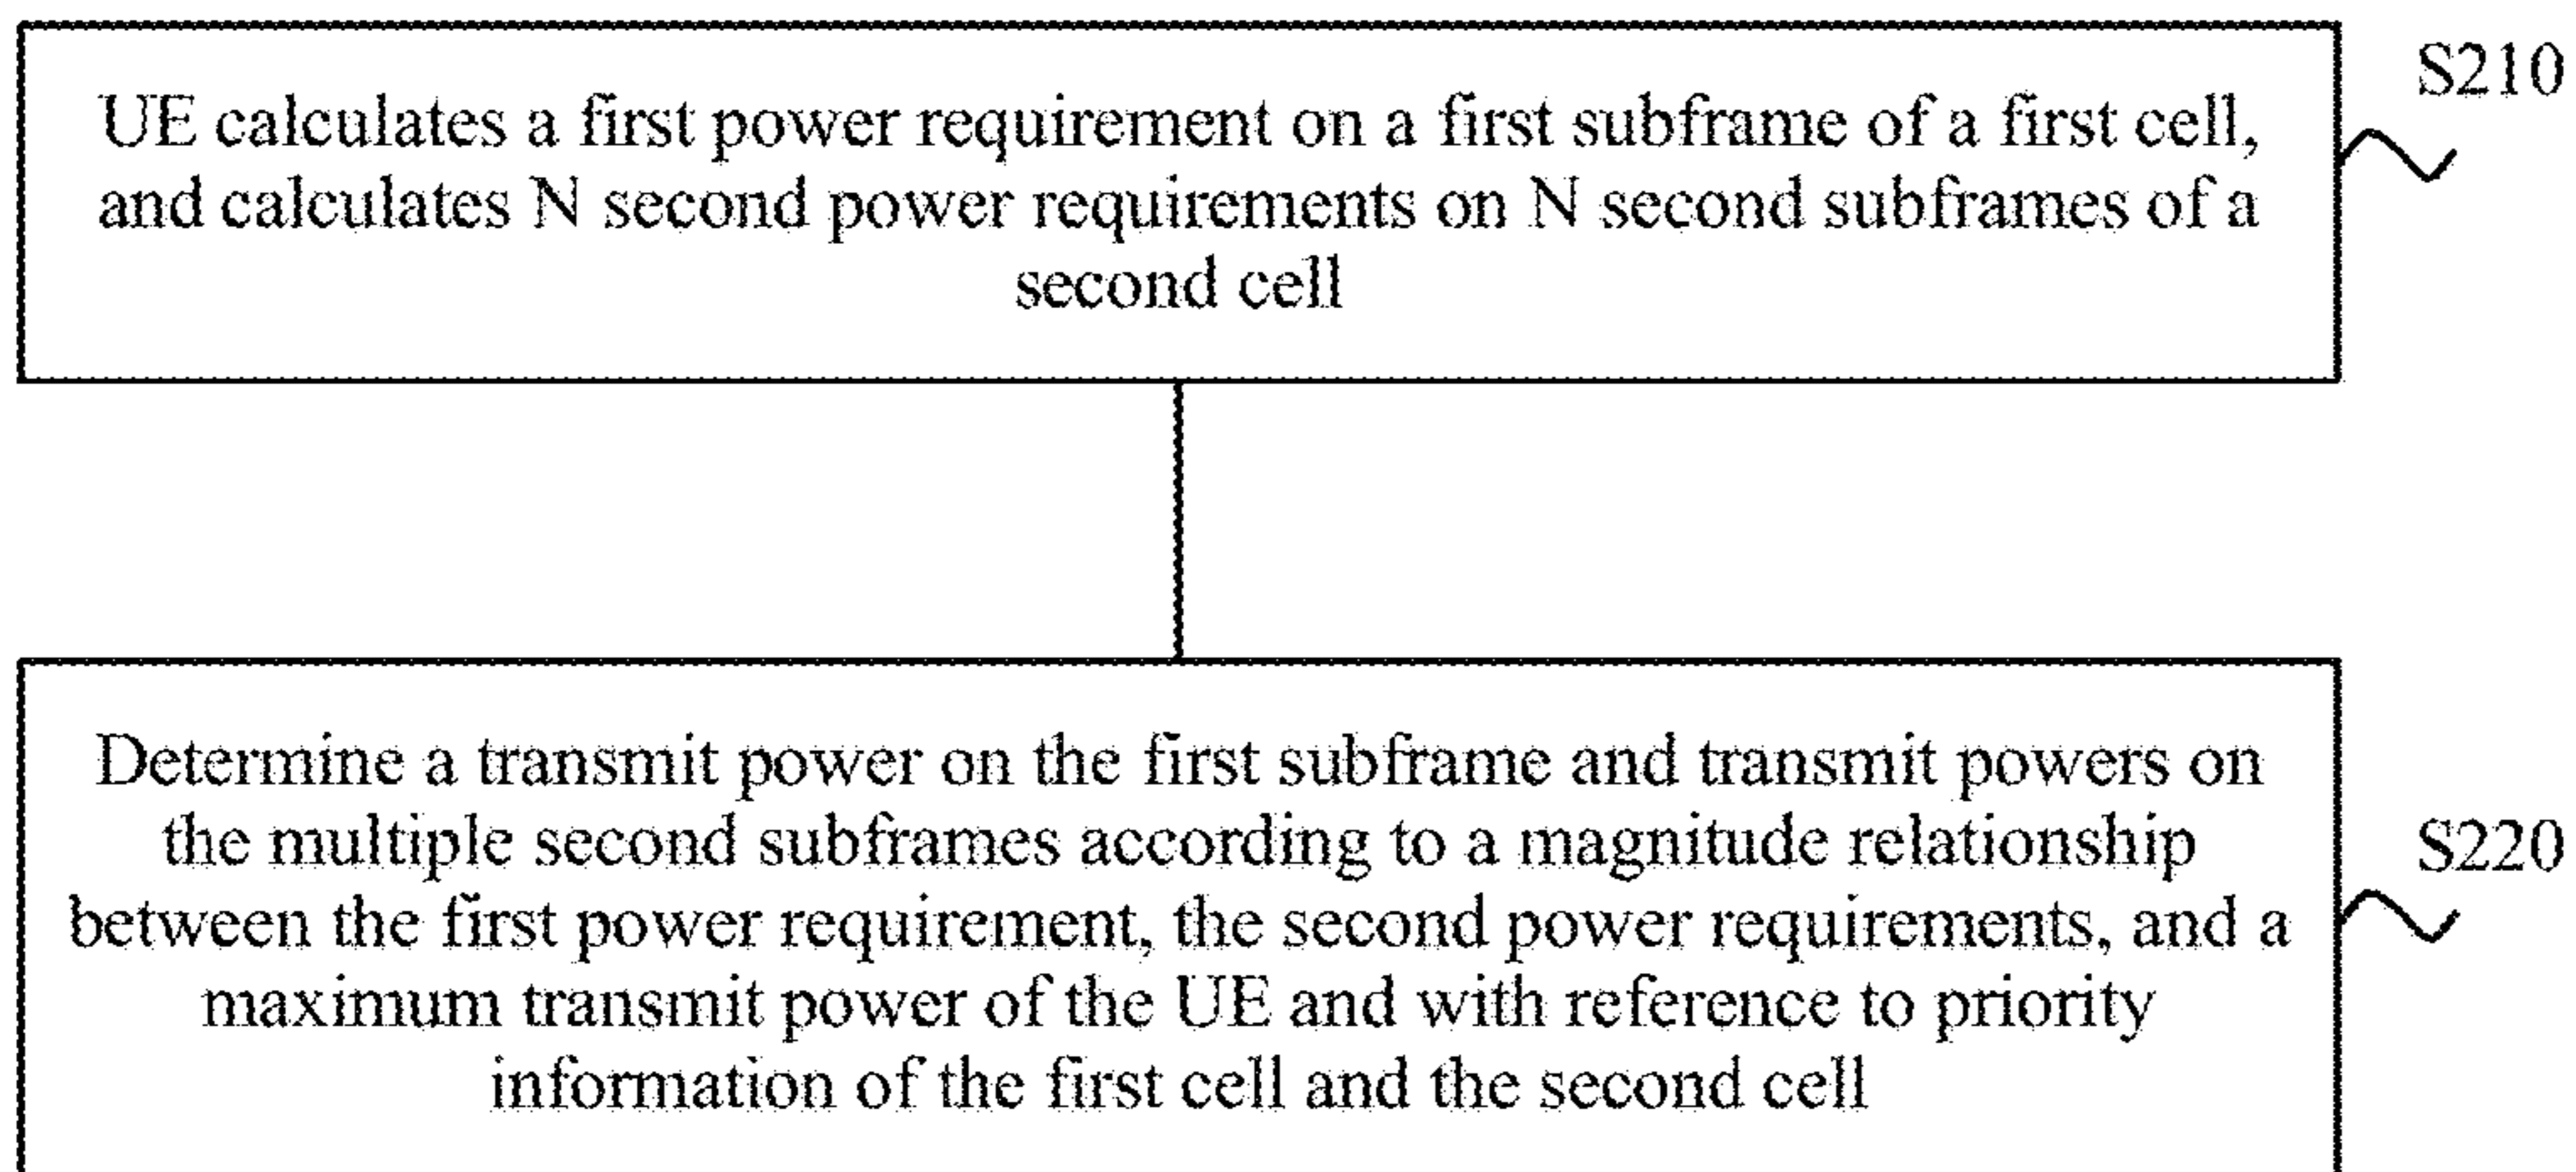 S210
UE calculates a first power requirement on a first subframe of a first cell,
and calculates N second power requirements on N second subframes of a
second cell
Determine a transmit power on the first subframe and transmit powers on
the multiple second subframes according to a magnitude relationship
S220
between the first power requirement, the second power requirements, and a
maximum transmit power of the UE and with reference to priority
information of the first cell and the second cell